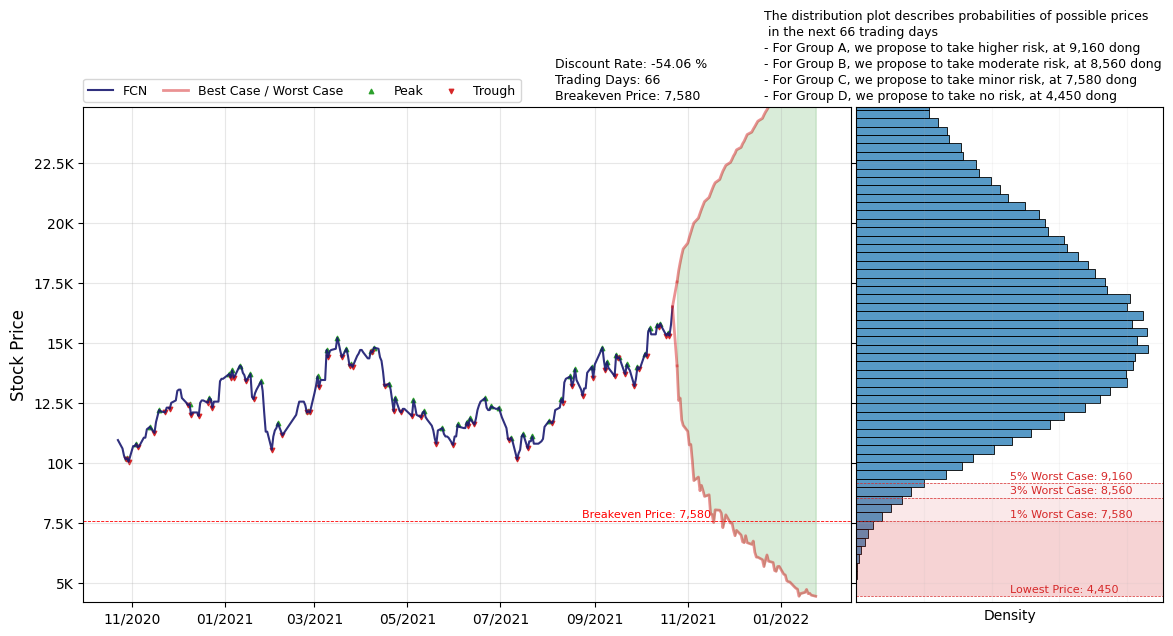 The distribution plot describes probabilities of possible prices
in the next 66 trading days
- For Group A, we propose to take higher risk, at 9,160 dong
- For Group B, we propose to take moderate risk, at 8,560 dong
- For Group C, we propose to take minor risk, at 7,580 dong
- For Group D, we propose to take no risk, at 4,450 dong
Discount Rate: -54.06 %
Trading Days: 66
Breakeven Price: 7,580
FCN Best Case / Worst Case Peak Trough
Stock Price
22.5K
20K
17.5K
15K
12.5K
10K
7.5K
5K
Breakeven Price: 7,580
5% Worst Case: 9,160
3% Worst Case: 8,560
1% Worst Case: 7,580
Lowest Price: 4,450
11/2020 01/2021 03/2021 05/2021 07/2021 09/2021 11/2021 01/2022
Density